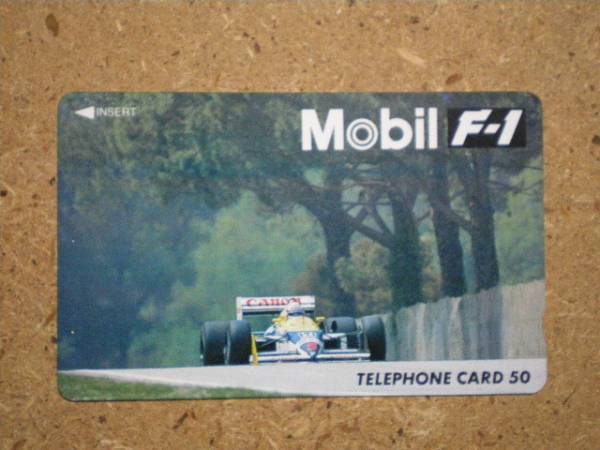 INSERT
Mobil F-1
CANON
TELEPHONE CARD 50